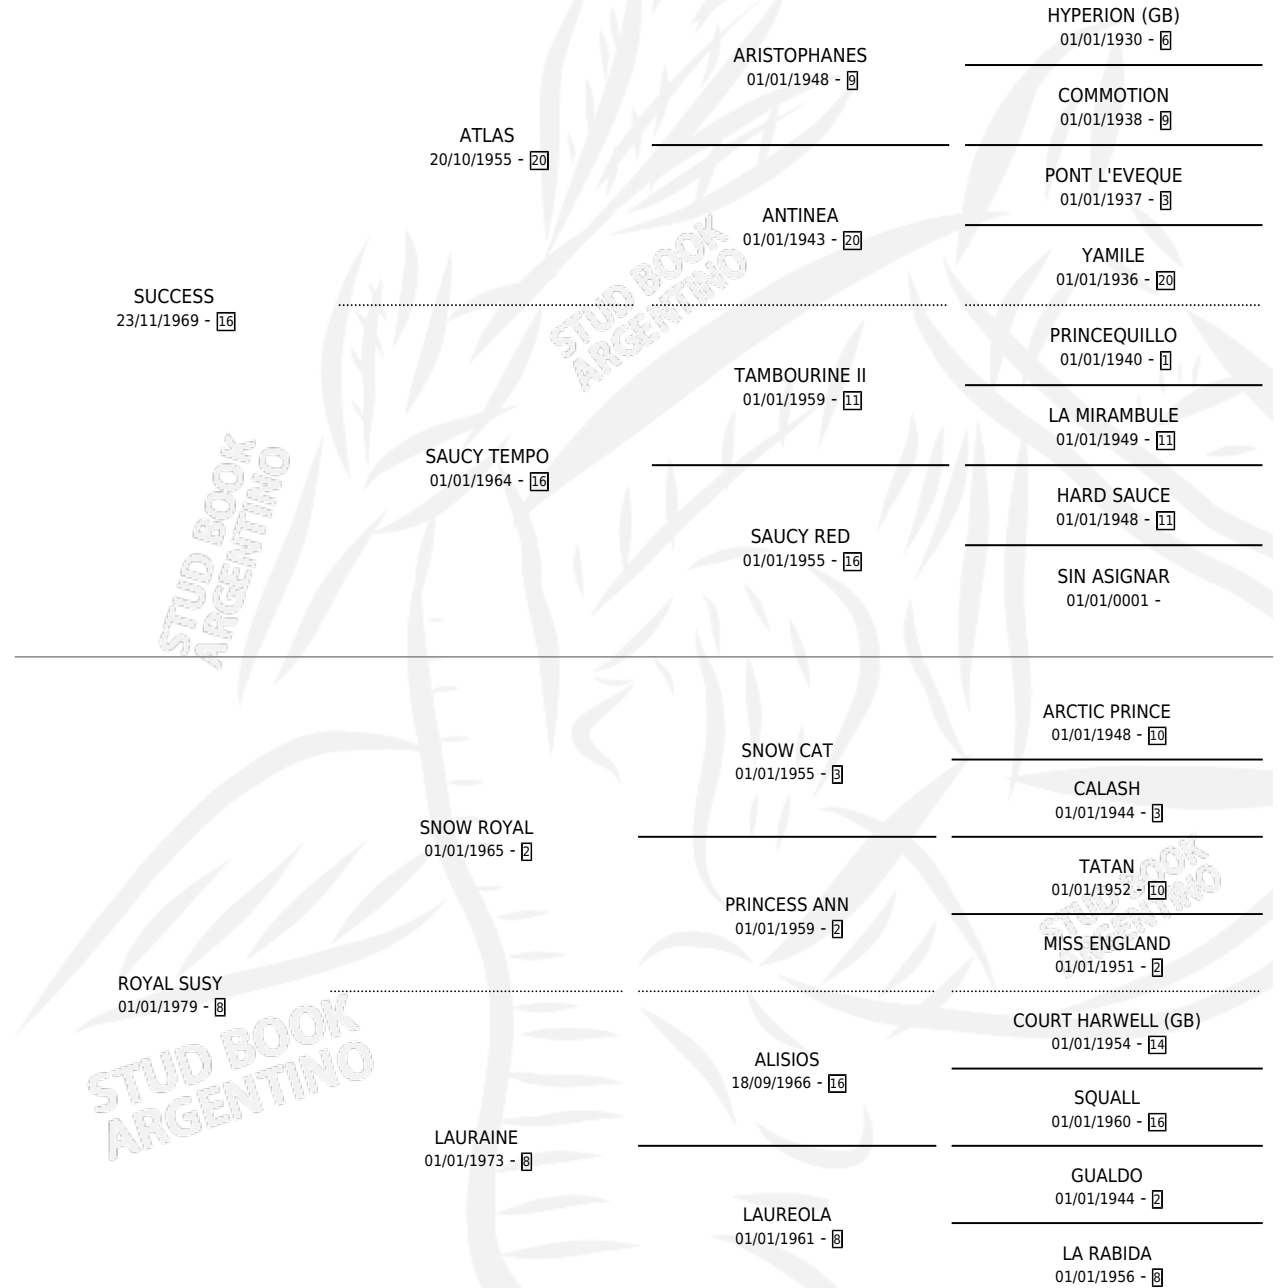 HYPERION (GB)
01/01/1930 - 6
ARISTOPHANES
01/01/1948 - 9
COMMOTION
01/01/1938 - 9
ATLAS
20/10/1955 - 20
PONT L'EVEQUE
01/01/1937 - 3
ANTINEA
01/01/1943 - 20
YAMILE
01/01/1936 - 20
SUCCESS
23/11/1969 - 16
PRINCEQUILLO
01/01/1940 - 1
TAMBOURINE II
01/01/1959 - 11
LA MIRAMBULE
01/01/1949 - 11
SAUCY TEMPO
01/01/1964 - 16
HARD SAUCE
01/01/1948 - 11
SAUCY RED
01/01/1955 - 16
SIN ASIGNAR
01/01/0001 -
ARCTIC PRINCE
01/01/1948 - 10
SNOW CAT
01/01/1955 - 3
CALASH
01/01/1944 - 3
SNOW ROYAL
01/01/1965 - 2
TATAN
01/01/1952 - 10
PRINCESS ANN
01/01/1959 - 2
MISS ENGLAND
01/01/1951 - 2
ROYAL SUSY
01/01/1979 - 8
COURT HARWELL (GB)
01/01/1954 - 14
ALISIOS
18/09/1966 - 16
SQUALL
01/01/1960 - 16
LAURAINE
01/01/1973 - 8
GUALDO
01/01/1944 - 2
LAUREOLA
01/01/1961 - 8
LA RABIDA
01/01/1956 - 8
STUD BOOK
ARGENTINO
STUD BOOK
ARGENTINO
STUD BOOK
ARGENTINO
STUD BOOK
ARGENTINO